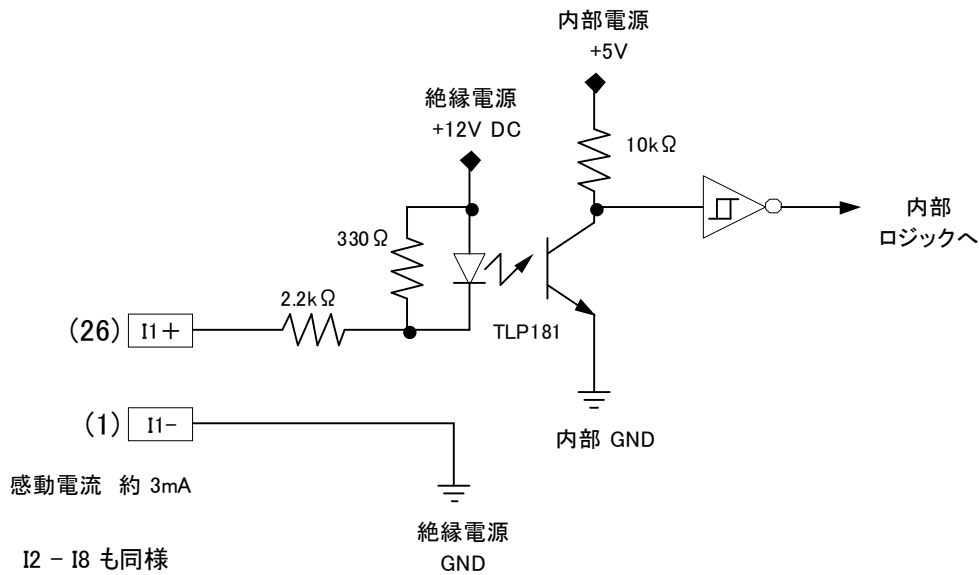 内部電源
+5V
絶縁電源
+12V DC
10kΩ
330Ω
内部
ロジックへ
2.2kΩ
TLP181
(26) I1+
(1) I1-
内部 GND
感動電流 約 3mA
絶縁電源
GND
I2 - I8 も同様